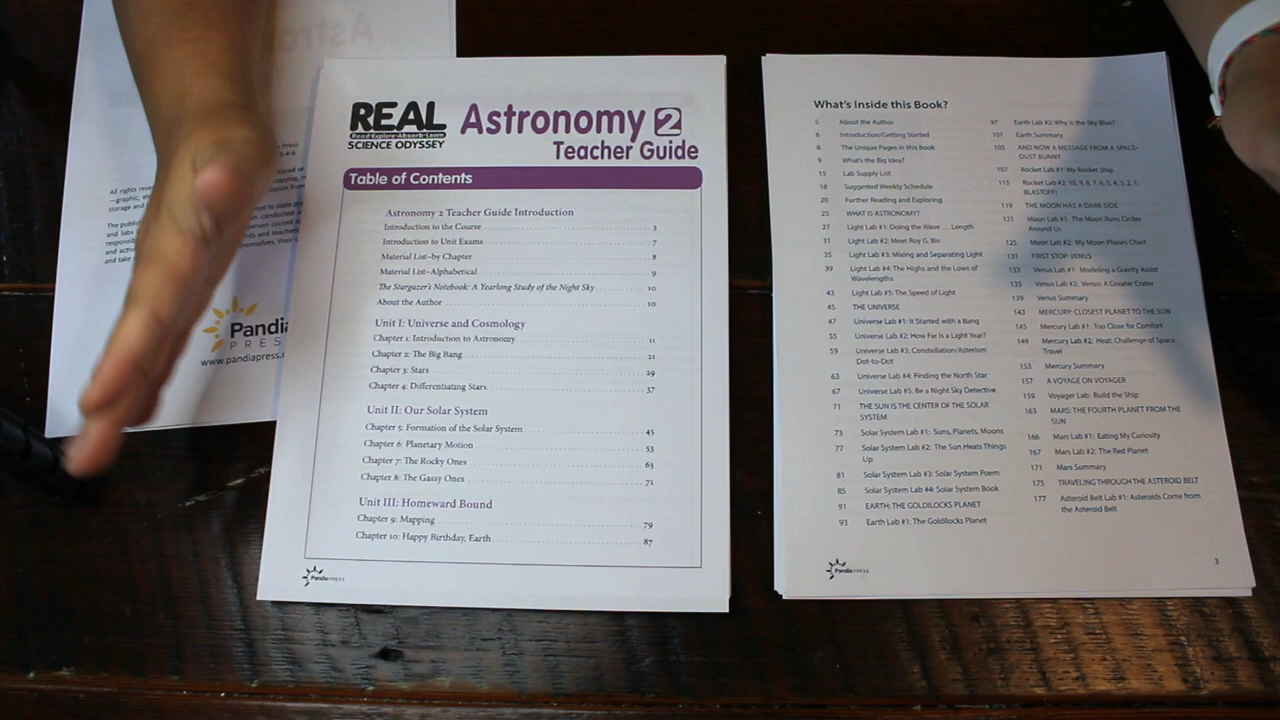 REAL
Read·Explore·Absorb·Learn
SCIENCE ODYSSEY
Astronomy 2
Teacher Guide
Table of Contents
Astronomy 2 Teacher Guide Introduction
Introduction to the Course 3
Introduction to Unit Exams 7
Material List–by Chapter 8
Material List–Alphabetical 9
The Stargazer's Notebook: A Yearlong Study of the Night Sky 10
About the Author 10
Unit I: Universe and Cosmology
Chapter 1: Introduction to Astronomy 11
Chapter 2: The Big Bang 21
Chapter 3: Stars 29
Chapter 4: Differentiating Stars 37
Unit II: Our Solar System
Chapter 5: Formation of the Solar System 45
Chapter 6: Planetary Motion 53
Chapter 7: The Rocky Ones 63
Chapter 8: The Gassy Ones 71
Unit III: Homeward Bound
Chapter 9: Mapping 79
Chapter 10: Happy Birthday, Earth 87
Pandia PRESS
What's Inside this Book?
5 About the Author
6 Introduction/Getting Started
8 The Unique Pages in this book
9 What's the Big Idea?
15 Lab Supply List
18 Suggested Weekly Schedule
20 Further Reading and Exploring
25 WHAT IS ASTRONOMY?
27 Light Lab #1: Doing the Wave . . . Length
31 Light Lab #2: Meet Roy G. Biv
35 Light Lab #3: Mixing and Separating Light
39 Light Lab #4: The Highs and the Lows of
Wavelengths
43 Light Lab #5: The Speed of Light
45 THE UNIVERSE
47 Universe Lab #1: It Started with a Bang
55 Universe Lab #2: How Far is a Light Year?
59 Universe Lab #3: Constellation/Asterism
Dot-to-Dot
63 Universe Lab #4: Finding the North Star
67 Universe Lab #5: Be a Night Sky Detective
71 THE SUN IS THE CENTER OF THE SOLAR
SYSTEM
73 Solar System Lab #1: Suns, Planets, Moons
77 Solar System Lab #2: The Sun Heats Things
Up
81 Solar System Lab #3: Solar System Poem
85 Solar System Lab #4: Solar System Book
91 EARTH: THE GOLDILOCKS PLANET
93 Earth Lab #1: The Goldilocks Planet
97 Earth Lab #2: Why Is the Sky Blue?
101 Earth Summary
105 AND NOW A MESSAGE FROM A SPACE-
DUST BUNNY
107 Rocket Lab #1: My Rocket Ship
115 Rocket Lab #2: 10, 9, 8, 7, 6, 5, 4, 3, 2, 1,
BLASTOFF!
119 THE MOON HAS A DARK SIDE
121 Moon Lab #1: The Moon Runs Circles
Around Us
125 Moon Lab #2: My Moon Phases Chart
131 FIRST STOP: VENUS
133 Venus Lab #1: Modeling a Gravity Assist
135 Venus Lab #2: Venus: A Greater Crater
139 Venus Summary
143 MERCURY: CLOSEST PLANET TO THE SUN
145 Mercury Lab #1: Too Close for Comfort
149 Mercury Lab #2: Heat: Challenge of Space
Travel
153 Mercury Summary
157 A VOYAGE ON VOYAGER
159 Voyager Lab: Build the Ship
163 MARS: THE FOURTH PLANET FROM THE
SUN
166 Mars Lab #1: Eating My Curiosity
167 Mars Lab #2: The Red Planet
171 Mars Summary
175 TRAVELING THROUGH THE ASTEROID BELT
177 Asteroid Belt Lab #1: Asteroids Come from
the Asteroid Belt
Pandia PRESS
3
All rights
—graphic,
storage and
The public
and labs
and take
Pandia
PRESS
www.pandiapress.